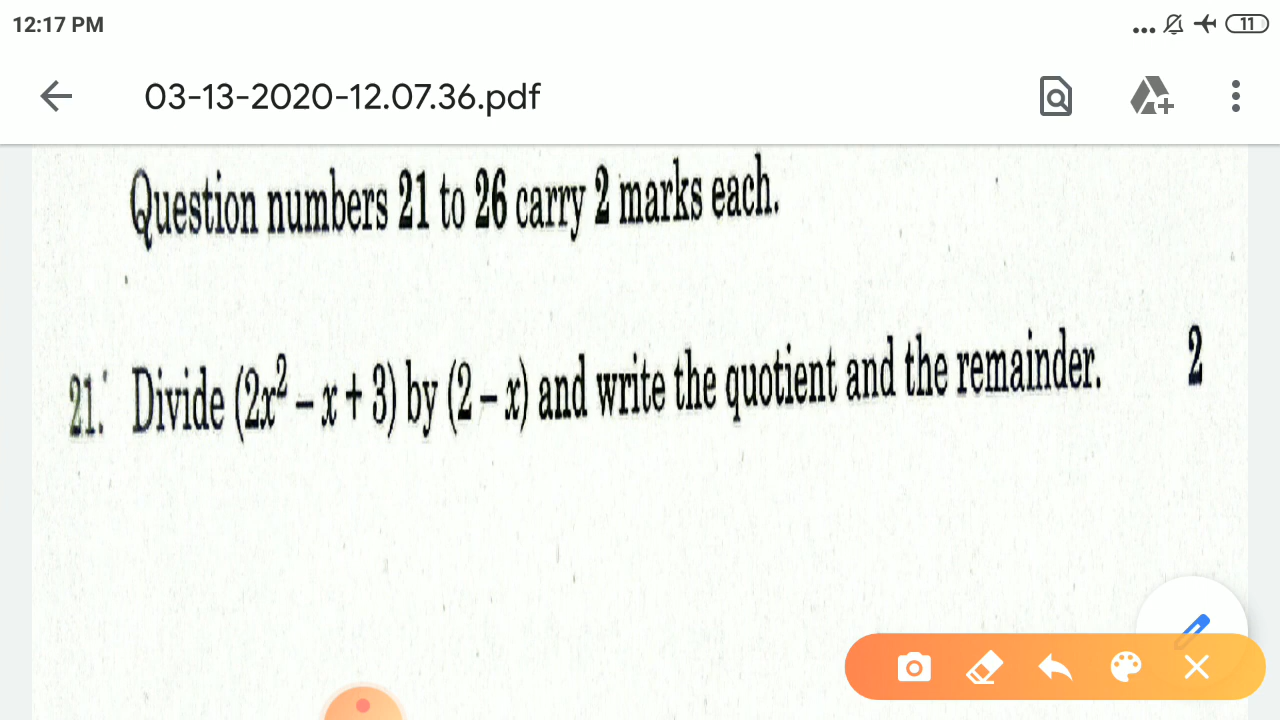 12:17 PM
... 11
03-13-2020-12.07.36.pdf
Question numbers 21 to 26 carry 2 marks each.
21. Divide (2x² – x + 3) by (2 – x) and write the quotient and the remainder. 2